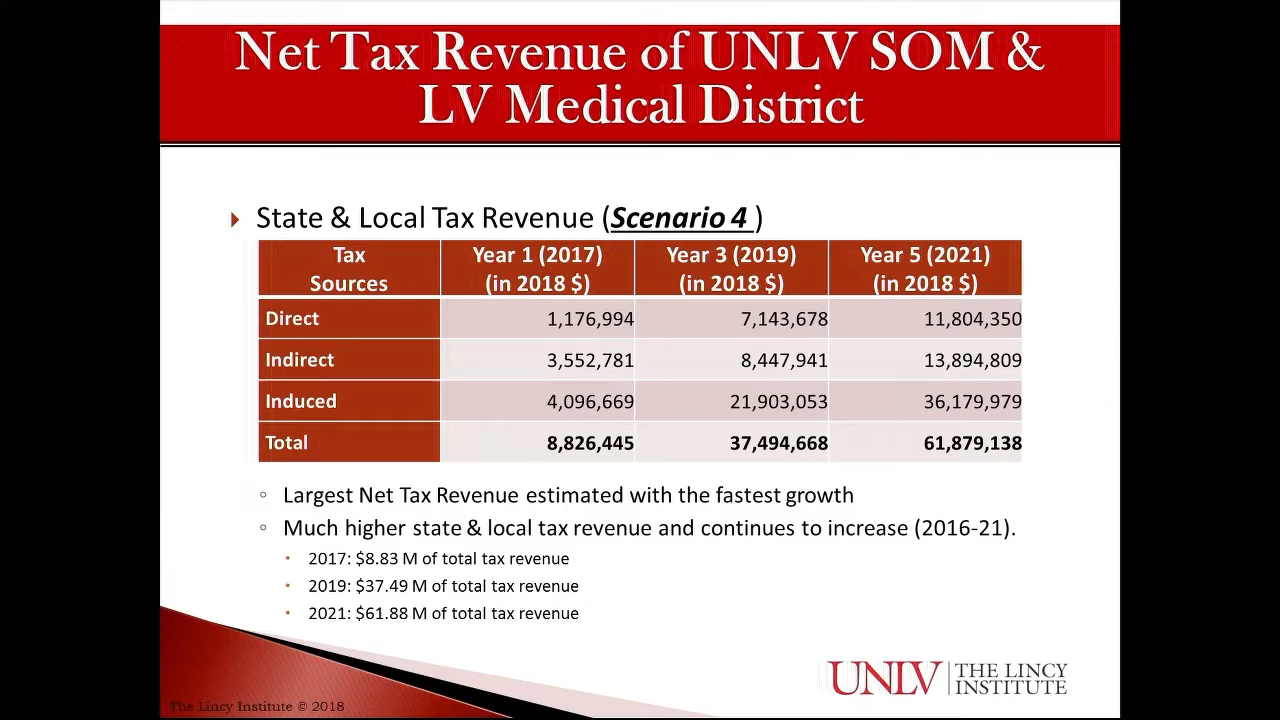 Net Tax Revenue of UNLV SOM &
LV Medical District
State & Local Tax Revenue (Scenario 4 )
Tax Sources Year 1 (2017) (in 2018 $) Year 3 (2019) (in 2018 $) Year 5 (2021) (in 2018 $)
Direct 1,176,994 7,143,678 11,804,350
Indirect 3,552,781 8,447,941 13,894,809
Induced 4,096,669 21,903,053 36,179,979
Total 8,826,445 37,494,668 61,879,138
Largest Net Tax Revenue estimated with the fastest growth
Much higher state & local tax revenue and continues to increase (2016-21).
2017: $8.83 M of total tax revenue
2019: $37.49 M of total tax revenue
2021: $61.88 M of total tax revenue
UNLV THE LINCY
INSTITUTE
The Lincy Institute © 2018